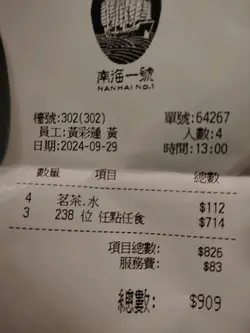 南海一號
NANHAI NO.1
檯號:302(302) 單號:64267
員工:黃彩蓮 黃 人數:4
日期:2024-09-29 時間:13:00
數量 項目 總數
4 茗茶.水 $112
3 238 位 任點任食 $714
項目總數: $826
服務費: $83
總數: $909